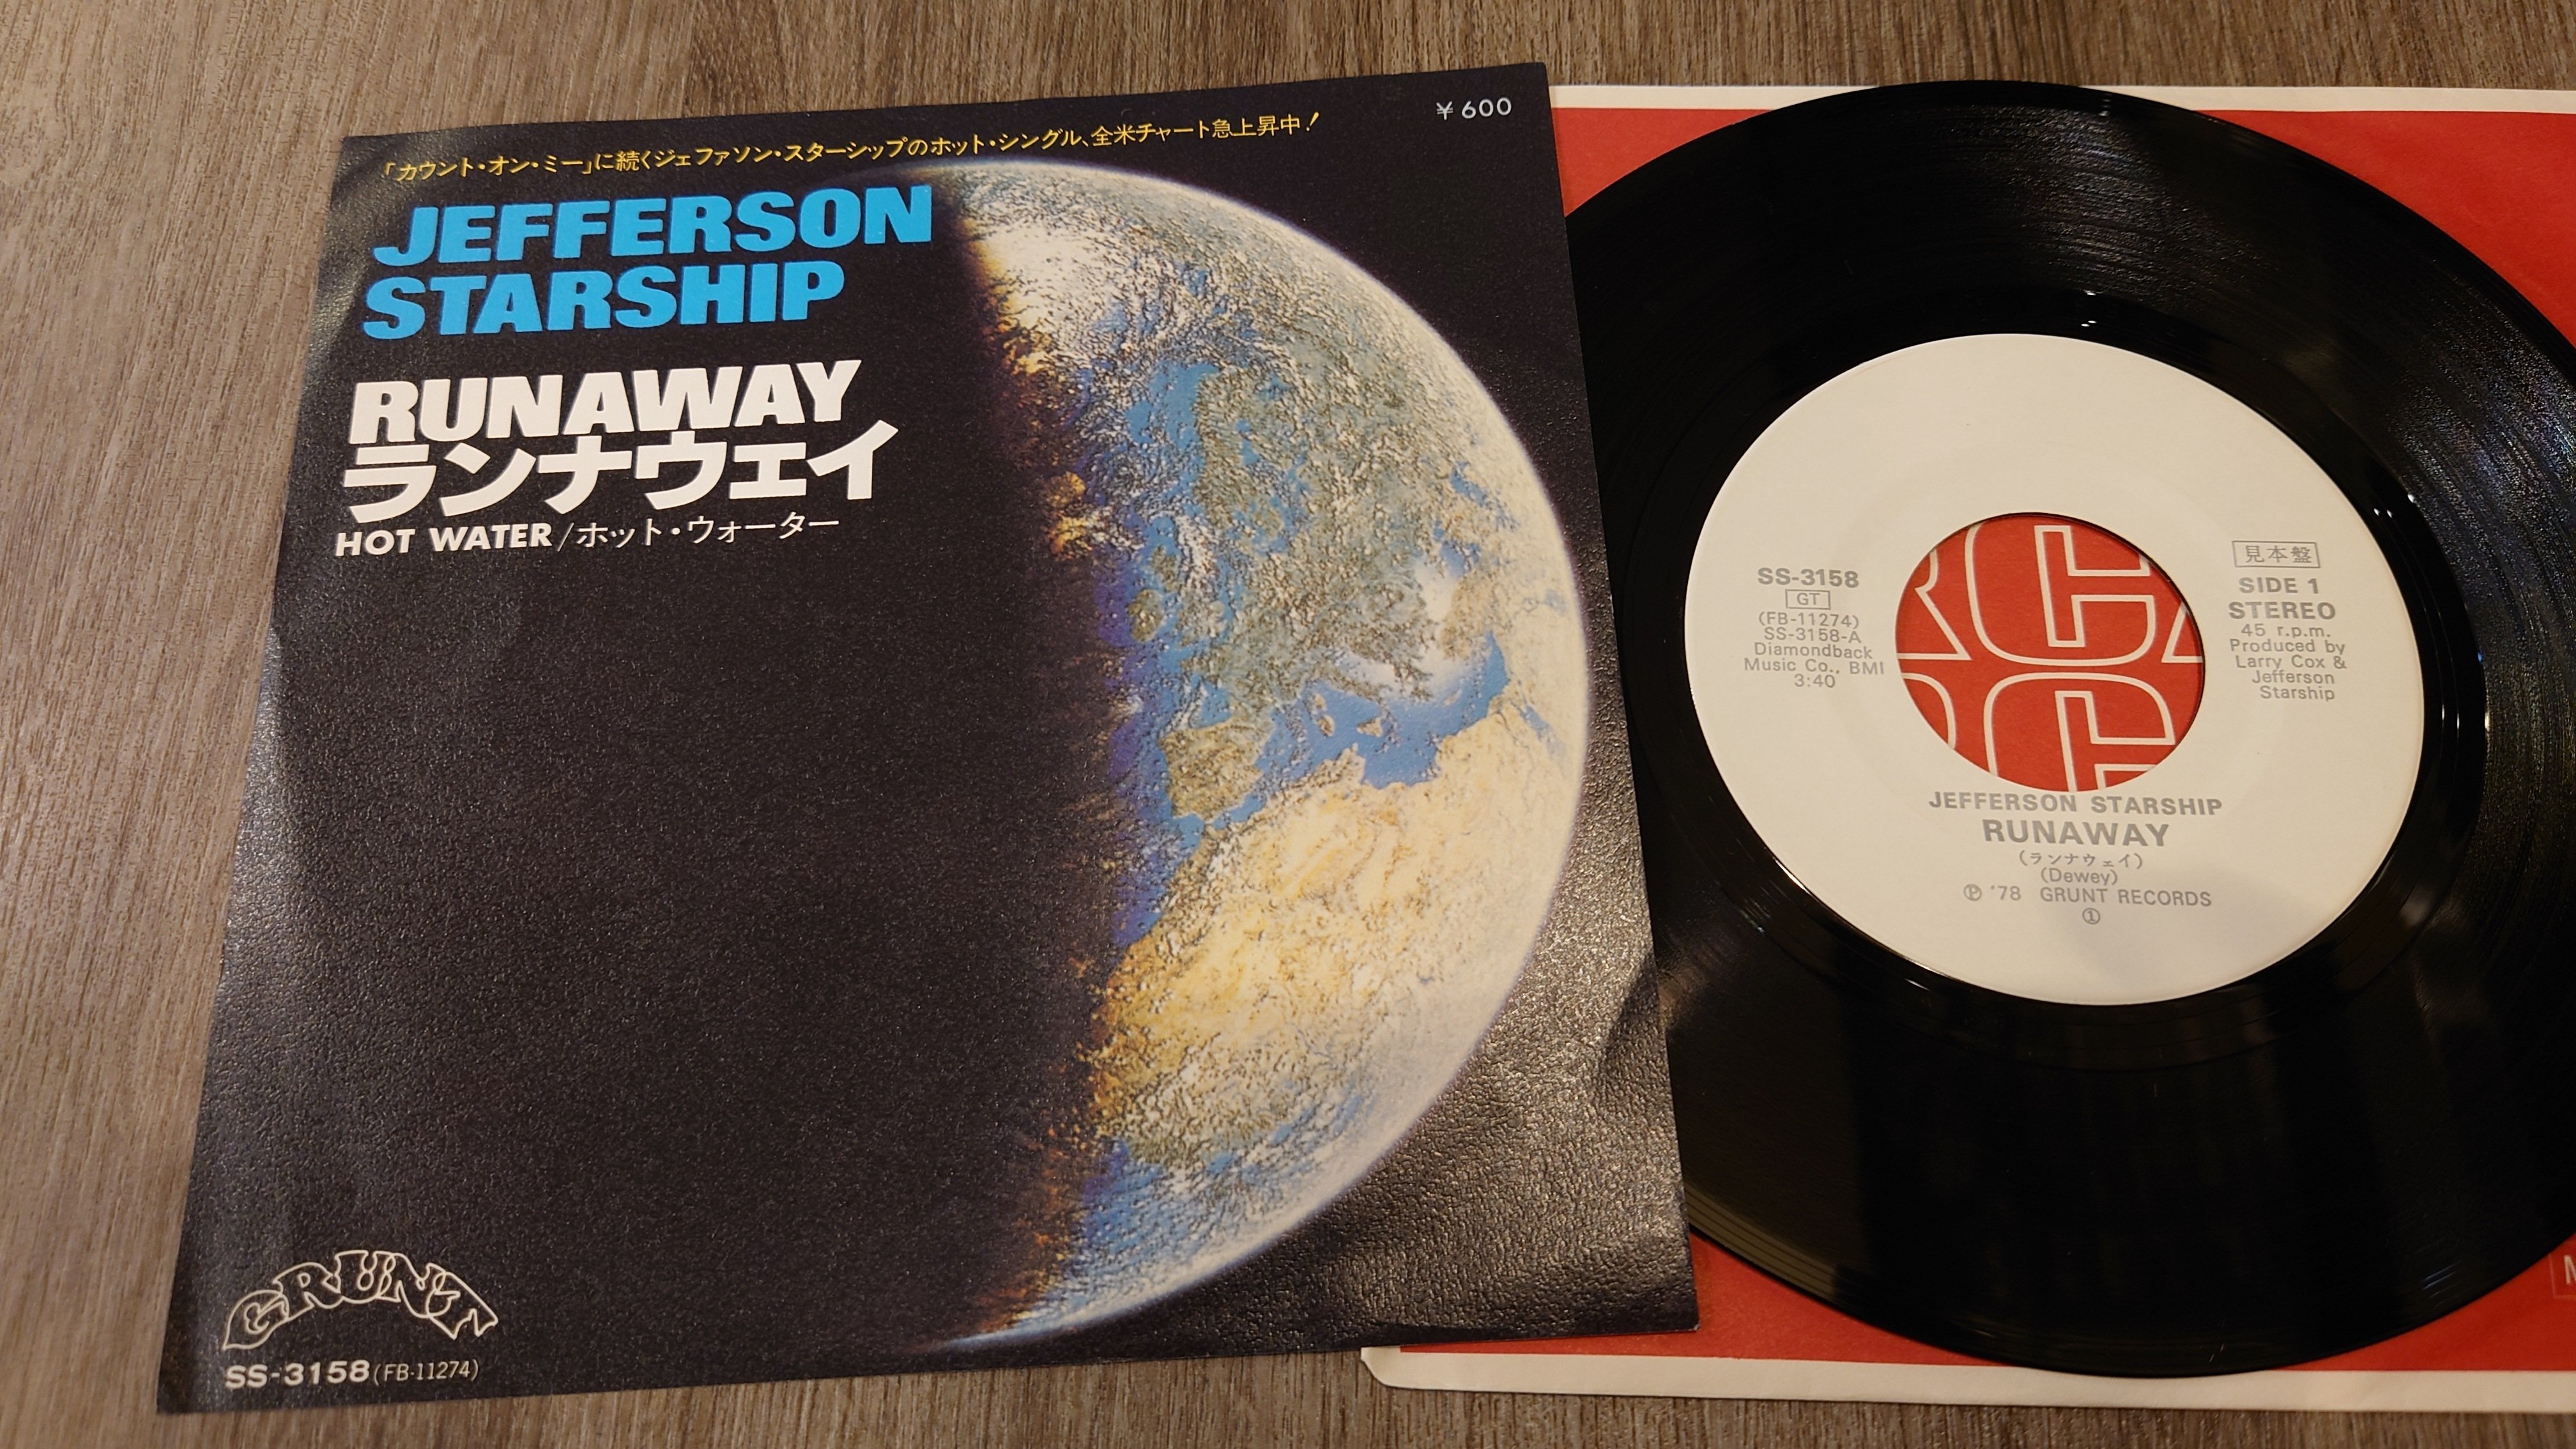 「カウント・オン・ミー」に続くジェファソン・スターシップのホット・シングル、全米チャート急上昇中!
￥600
JEFFERSON
STARSHIP
RUNAWAY
ランナウェイ
HOT WATER/ホット・ウォーター
GRUNT
SS-3158(FB-11274)
SS-3158
GT
(FB-11274)
SS-3158-A
Diamondback
Music Co., BMI
3:40
見本盤
SIDE 1
STEREO
45 r.p.m.
Produced by
Larry Cox &
Jefferson
Starship
JEFFERSON STARSHIP
RUNAWAY
(ランナウェイ)
(Dewey)
Ⓟ '78 GRUNT RECORDS
①